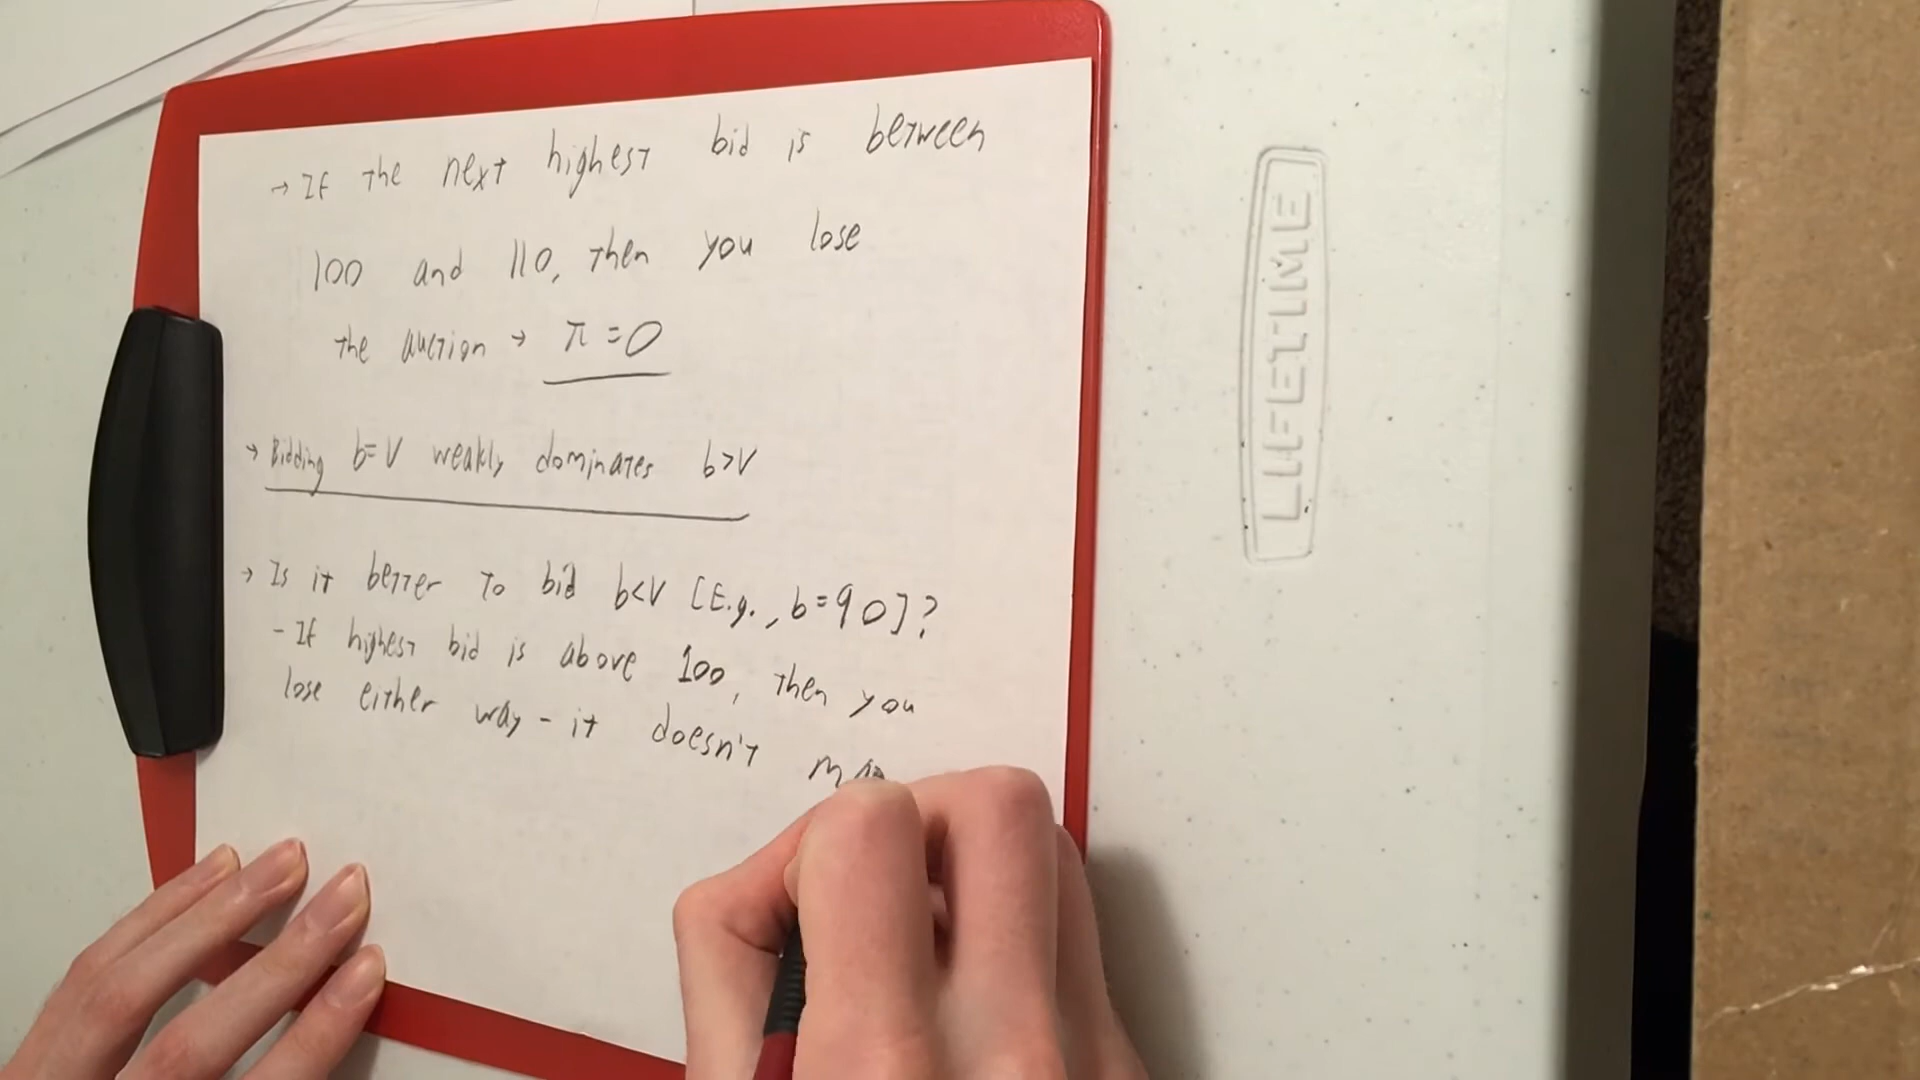 → If the next highest bid is between
100 and 110, then you lose
the auction → π = 0
→ Bidding b=V weakly dominates b>V
→ Is it better to bid b<V [E.g., b=90]?
- If highest bid is above 100, then you
lose either way - it doesn't
LIFETIME